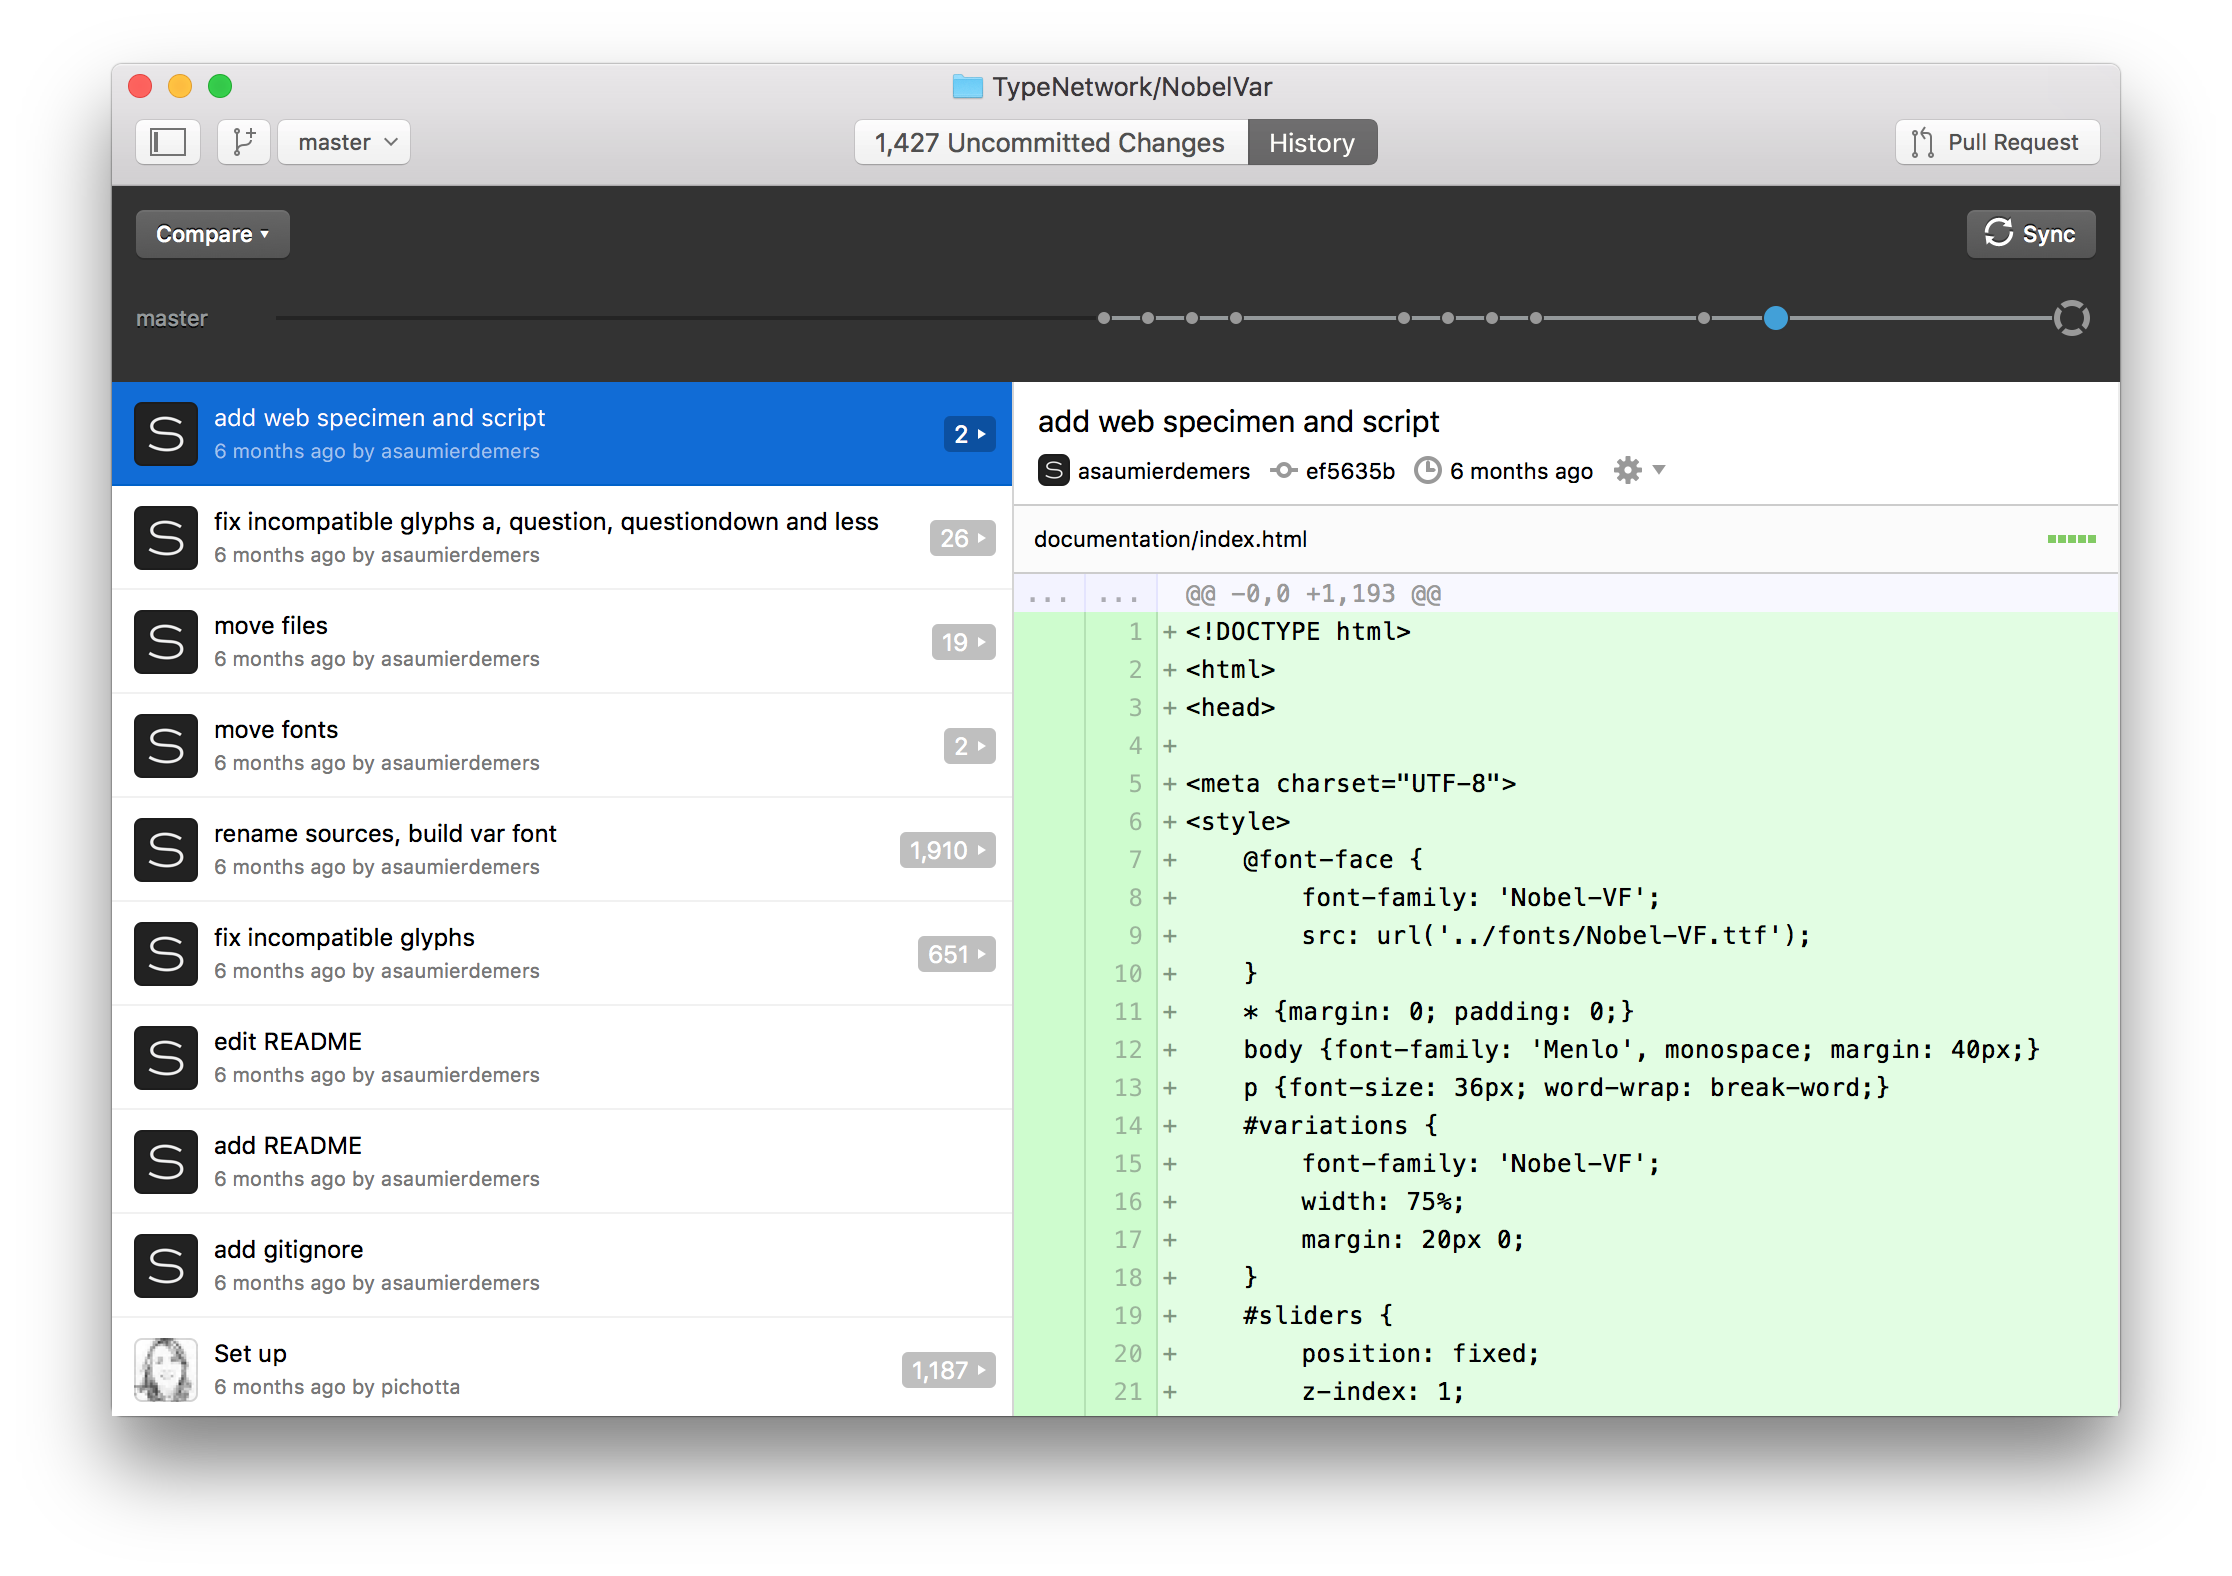 TypeNetwork/NobelVar
master
1,427 Uncommitted Changes
History
Pull Request
Compare
Sync
master
add web specimen and script
6 months ago by asaumierdemers
2
fix incompatible glyphs a, question, questiondown and less
6 months ago by asaumierdemers
26
move files
6 months ago by asaumierdemers
19
move fonts
6 months ago by asaumierdemers
2
rename sources, build var font
6 months ago by asaumierdemers
1,910
fix incompatible glyphs
6 months ago by asaumierdemers
651
edit README
6 months ago by asaumierdemers
add README
6 months ago by asaumierdemers
add gitignore
6 months ago by asaumierdemers
Set up
6 months ago by pichotta
1,187
add web specimen and script
S asaumierdemers ef5635b 6 months ago
documentation/index.html
... ... @@ -0,0 +1,193 @@
1 + <!DOCTYPE html>
2 + <html>
3 + <head>
4 +
5 + <meta charset="UTF-8">
6 + <style>
7 + @font-face {
8 + font-family: 'Nobel-VF';
9 + src: url('../fonts/Nobel-VF.ttf');
10 + }
11 + * {margin: 0; padding: 0;}
12 + body {font-family: 'Menlo', monospace; margin: 40px;}
13 + p {font-size: 36px; word-wrap: break-word;}
14 + #variations {
15 + font-family: 'Nobel-VF';
16 + width: 75%;
17 + margin: 20px 0;
18 + }
19 + #sliders {
20 + position: fixed;
21 + z-index: 1;